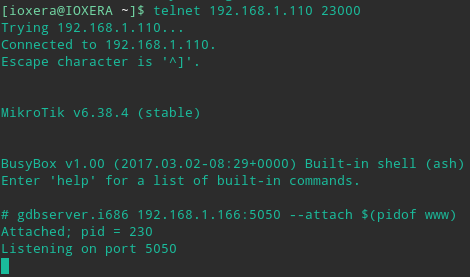 [ioxera@IOXERA ~]$ telnet 192.168.1.110 23000
Trying 192.168.1.110...
Connected to 192.168.1.110.
Escape character is '^]'.
MikroTik v6.38.4 (stable)
BusyBox v1.00 (2017.03.02-08:29+0000) Built-in shell (ash)
Enter 'help' for a list of built-in commands.
# gdbserver.i686 192.168.1.166:5050 --attach $(pidof www)
Attached; pid = 230
Listening on port 5050